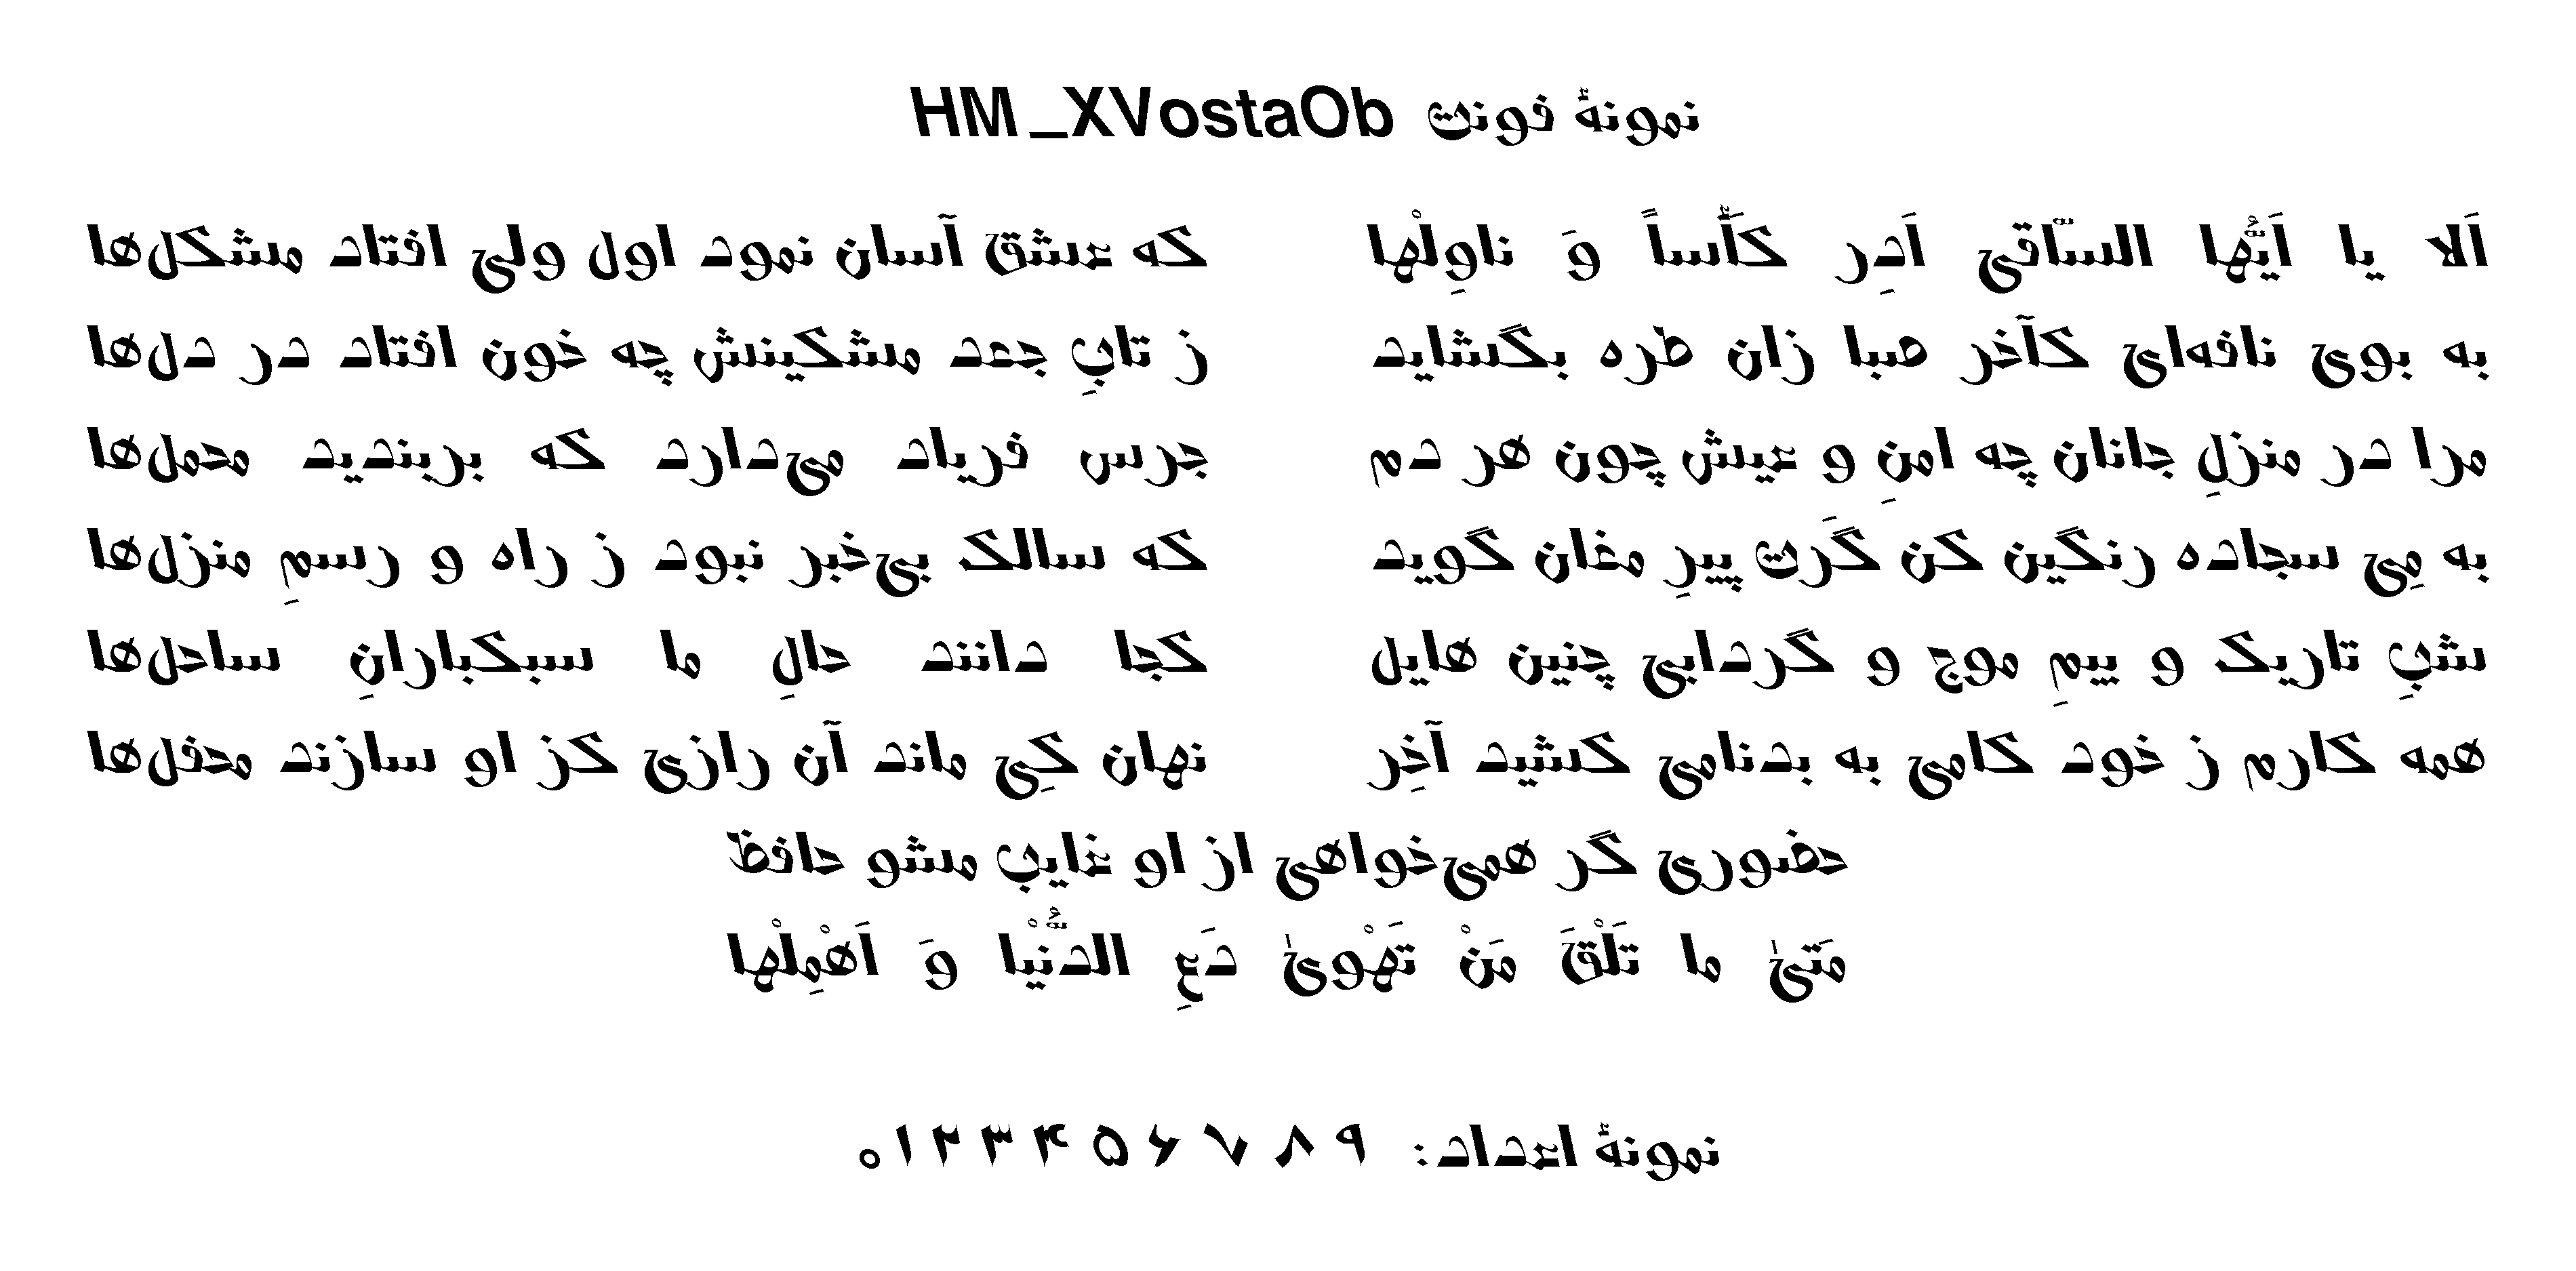 نمونهٔ فونت HM_XVostaOb
اَلا یا اَیُّها السّاقی اَدِر کَأْساً وَ ناوِلْها که عشق آسان نمود اول ولی افتاد مشکل‌ها
به بوی نافه‌ای کآخر صبا زان طره بگشاید ز تابِ جعد مشکینش چه خون افتاد در دل‌ها
مرا در منزلِ جانان چه امنِ و عیش چون هر دم جرس فریاد می‌دارد که بربندید محمل‌ها
به مِی سجاده رنگین کن گَرت پیرِ مغان گوید که سالک بی‌خبر نبود ز راه و رسمِ منزل‌ها
شبِ تاریک و بیمِ موج و گردابی چنین هایل کجا دانند حالِ ما سبکبارانِ ساحل‌ها
همه کارم ز خود کامی به بدنامی کشید آخِر نهان کِی ماند آن رازی کز او سازند محفل‌ها
حضوری گر همی‌خواهی از او غایب مشو حافظ
مَتیٰ ما تَلْقَ مَنْ تَهْویٰ دَعِ الدُّنْیا وَ اَهْمِلْها
نمونهٔ اعداد: ۹ ۸ ۷ ۶ ۵ ۴ ۳ ۲ ۱ ۰